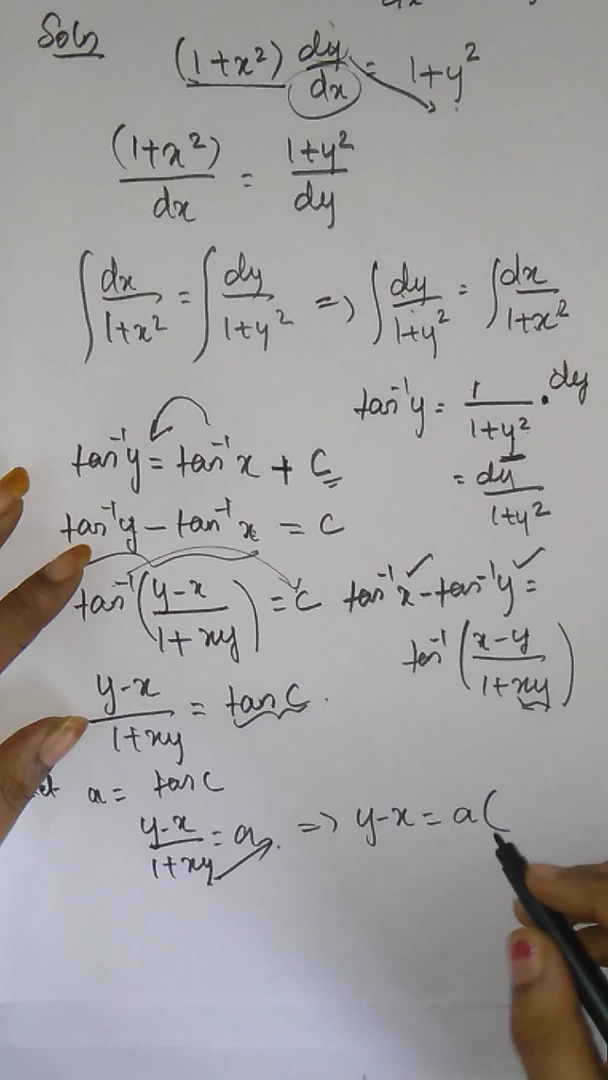 Soln
(1+x²) dy/dx = 1+y²
(1+x²)/dx = 1+y²/dy
∫ dx/1+x² = ∫ dy/1+y² => ∫ dy/1+y² = ∫ dx/1+x²
tan⁻¹y = 1/1+y² . dy
tan⁻¹y = tan⁻¹x + C
= dy/1+y²
tan⁻¹y - tan⁻¹x = C
tan⁻¹(y-x/1+xy) = C
tan⁻¹x - tan⁻¹y =
tan⁻¹(x-y/1+xy)
y-x/1+xy = tan C.
a = tan C
y-x/1+xy = a. => y-x = a(